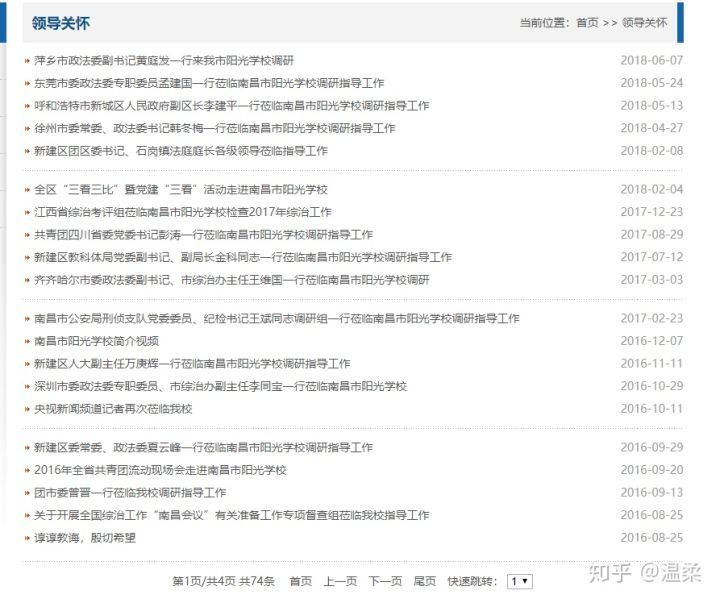 领导关怀
当前位置：首页 >> 领导关怀
萍乡市政法委副书记黄庭发一行来我市阳光学校调研 2018-06-07
东莞市委政法委专职委员孟建国一行莅临南昌市阳光学校调研指导工作 2018-05-24
呼和浩特市新城区人民政府副区长李建平一行莅临南昌市阳光学校调研指导工作 2018-05-13
徐州市委常委、政法委书记韩冬梅一行莅临南昌市阳光学校调研指导工作 2018-04-27
新建区团区委书记、石岗镇法庭庭长各级领导莅临指导工作 2018-02-08
全区“三看三比”暨党建“三看”活动走进南昌市阳光学校 2018-02-04
江西省综治考评组莅临南昌市阳光学校检查2017年综治工作 2017-12-23
共青团四川省委党委书记彭涛一行莅临南昌市阳光学校调研指导工作 2017-08-29
新建区教科体局党委副书记、副局长金科同志一行莅临南昌市阳光学校调研指导工作 2017-07-12
齐齐哈尔市委政法委副书记、市综治办主任王维国一行莅临南昌市阳光学校调研 2017-03-03
南昌市公安局刑侦支队党委委员、纪检书记王斌同志调研组一行莅临南昌市阳光学校调研指导工作 2017-02-23
南昌市阳光学校简介视频 2016-12-07
新建区人大副主任万庚辉一行莅临南昌市阳光学校调研指导工作 2016-11-11
深圳市委政法委专职委员、市综治办副主任李同宝一行莅临南昌市阳光学校 2016-10-29
央视新闻频道记者再次莅临我校 2016-10-11
新建区委常委、政法委夏云峰一行莅临南昌市阳光学校调研指导工作 2016-09-29
2016年全省共青团流动现场会走进南昌市阳光学校 2016-09-20
团市委曾晋一行莅临我校调研指导工作 2016-09-13
关于开展全国综治工作“南昌会议”有关准备工作专项督查组莅临我校指导工作 2016-08-25
谆谆教诲，殷切希望 2016-08-25
第1页/共4页 共74条 首页 上一页 下一页 尾页 快速跳转： 1
知乎 @温柔